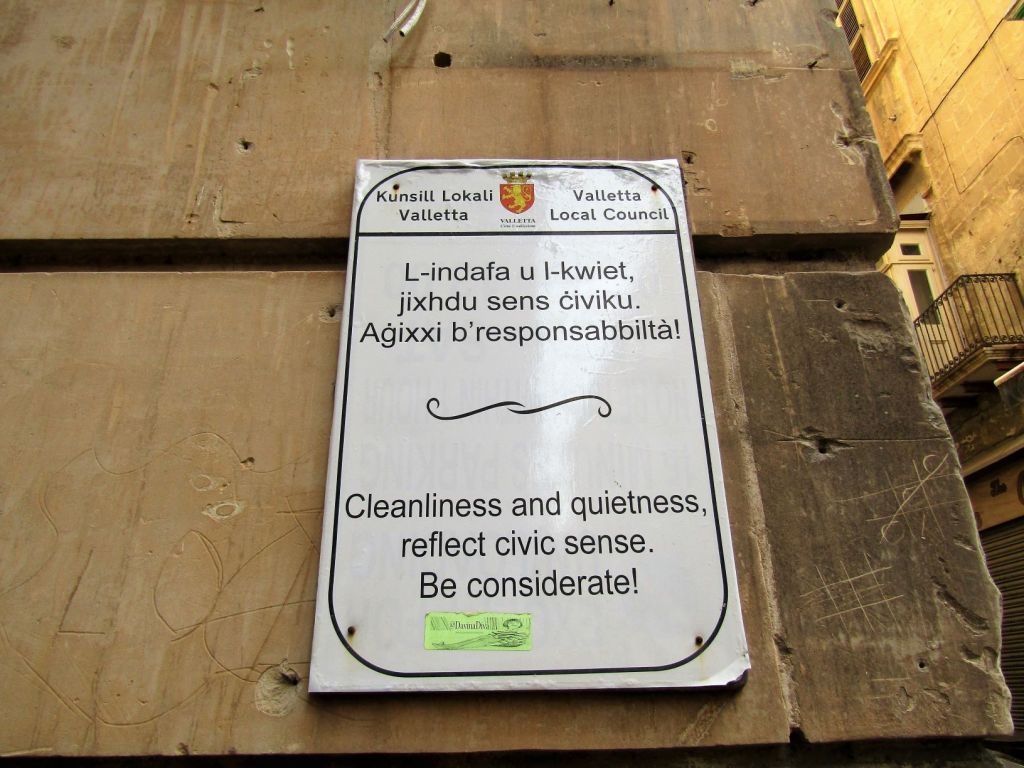 Kunsill Lokali
Valletta
VALLETTA
Valletta
Local Council
L-indafa u l-kwiet,
jixhdu sens ċiviku.
Aġixxi b'responsabbiltà!
Cleanliness and quietness,
reflect civic sense.
Be considerate!
@DavinaDiva